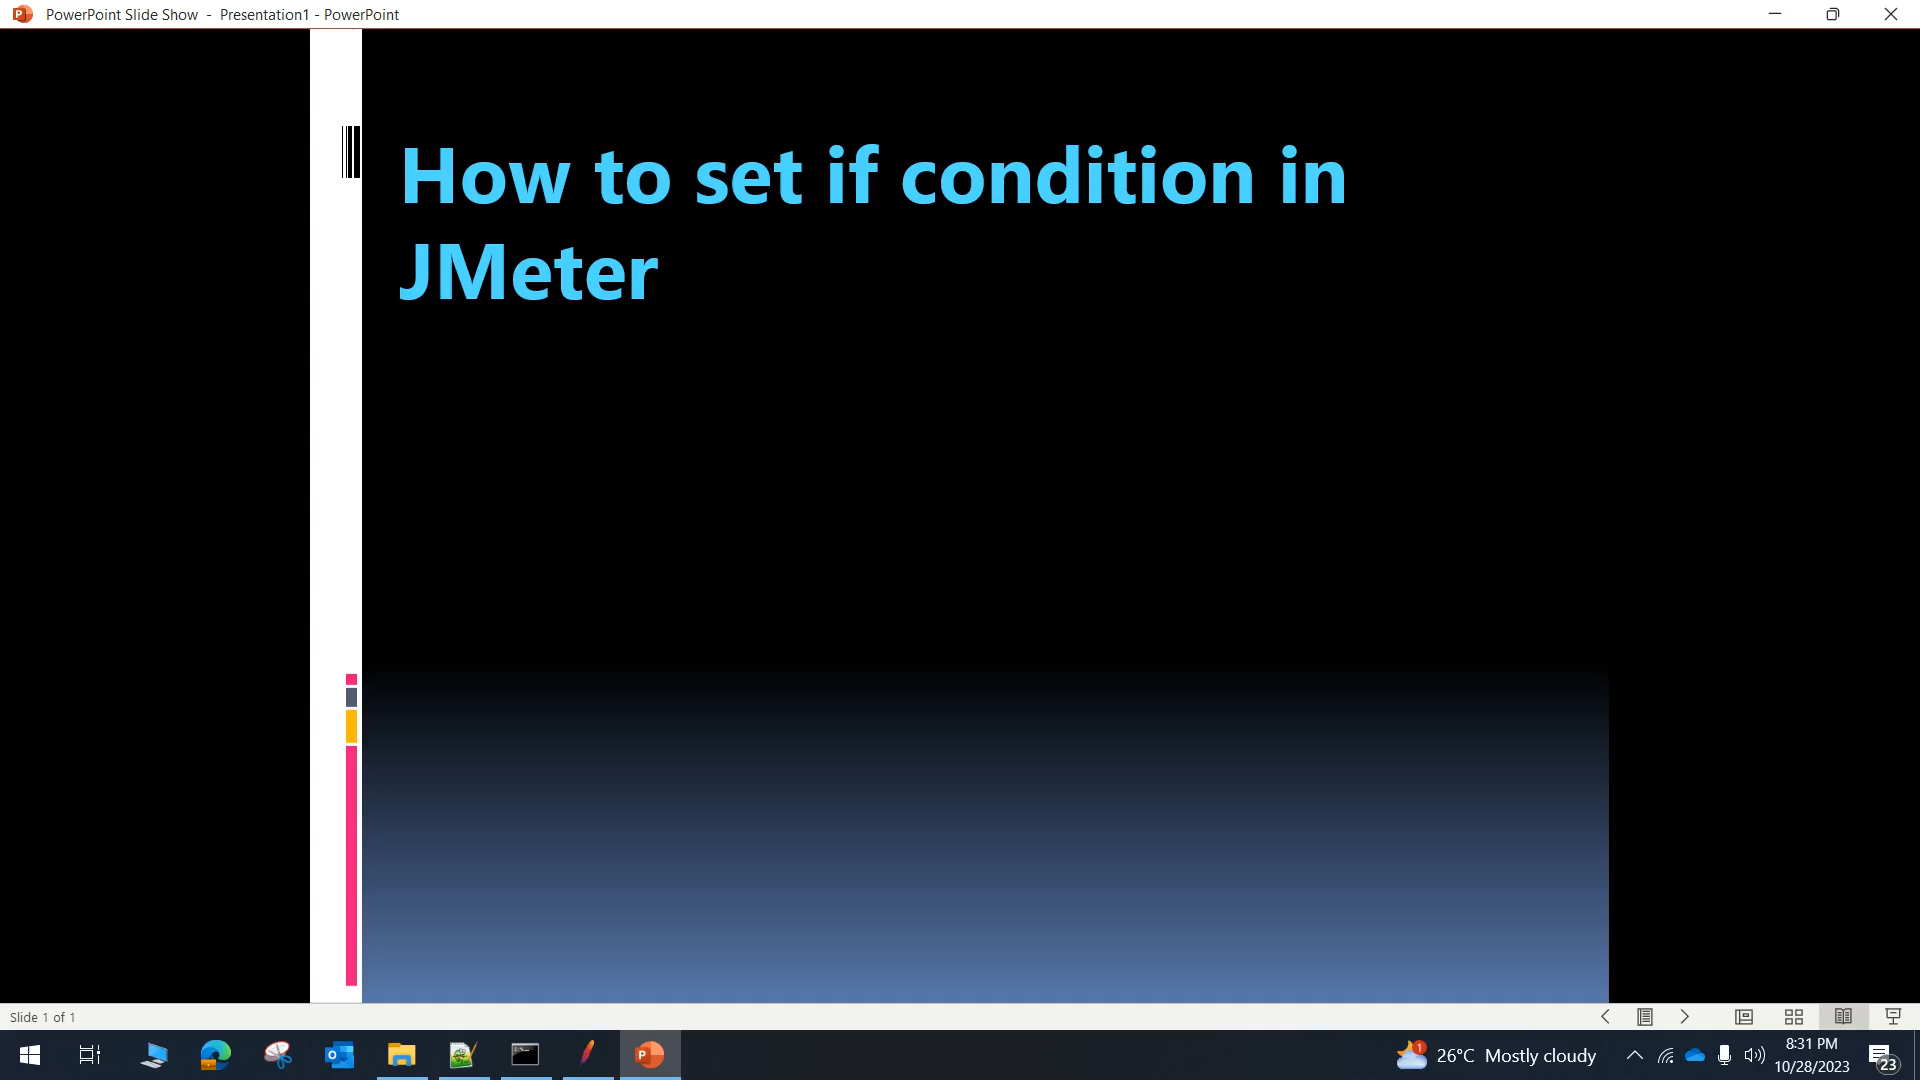 PowerPoint Slide Show - Presentation1 - PowerPoint
How to set if condition in
JMeter
Slide 1 of 1
1
26°C Mostly cloudy
8:31 PM
10/28/2023
23